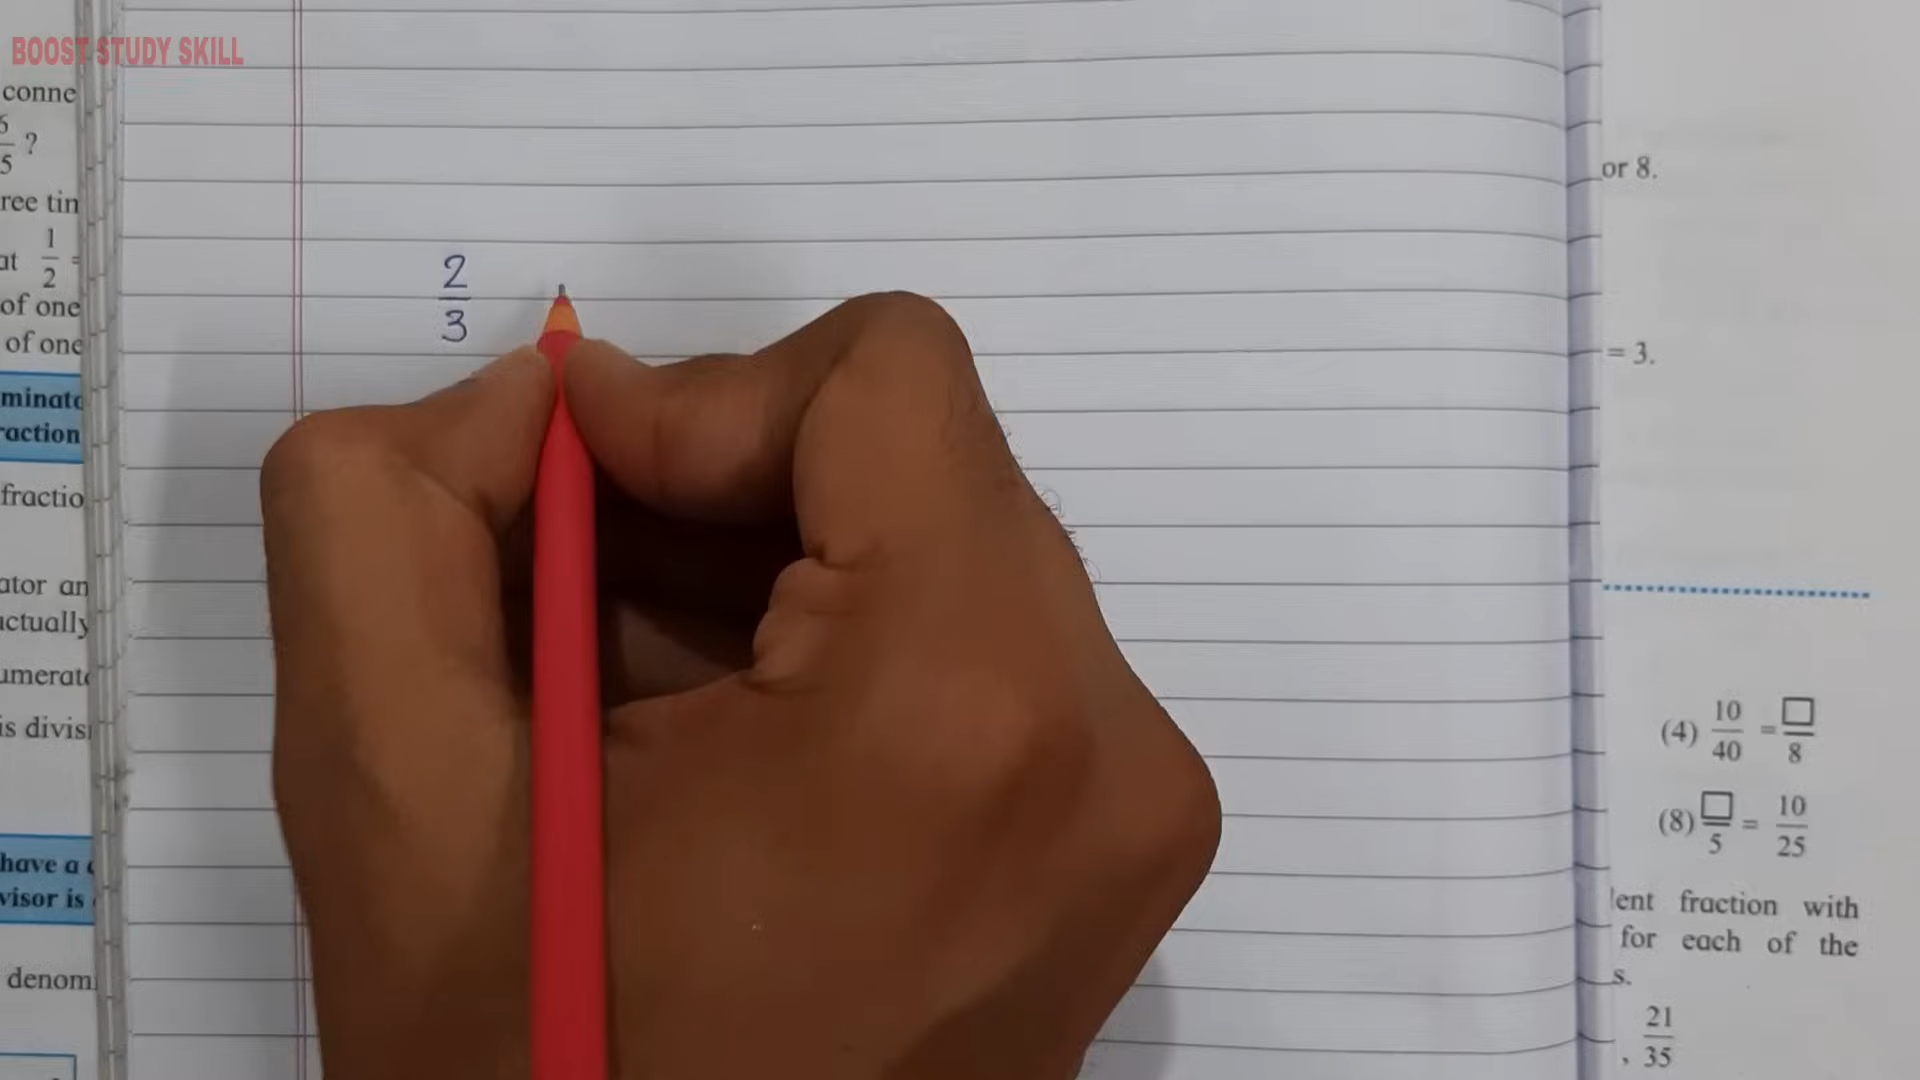 BOOST STUDY SKILL
conne
6
5 ?
ree tin
at 1/2 =
of one
of one
minato
raction
fractio
ator an
actually
umerato
is divis
have a
visor is
denom
2/3
or 8.
= 3.
(4) 10/40 = □/8
(8) □/5 = 10/25
lent fraction with
for each of the
s.
, 21/35